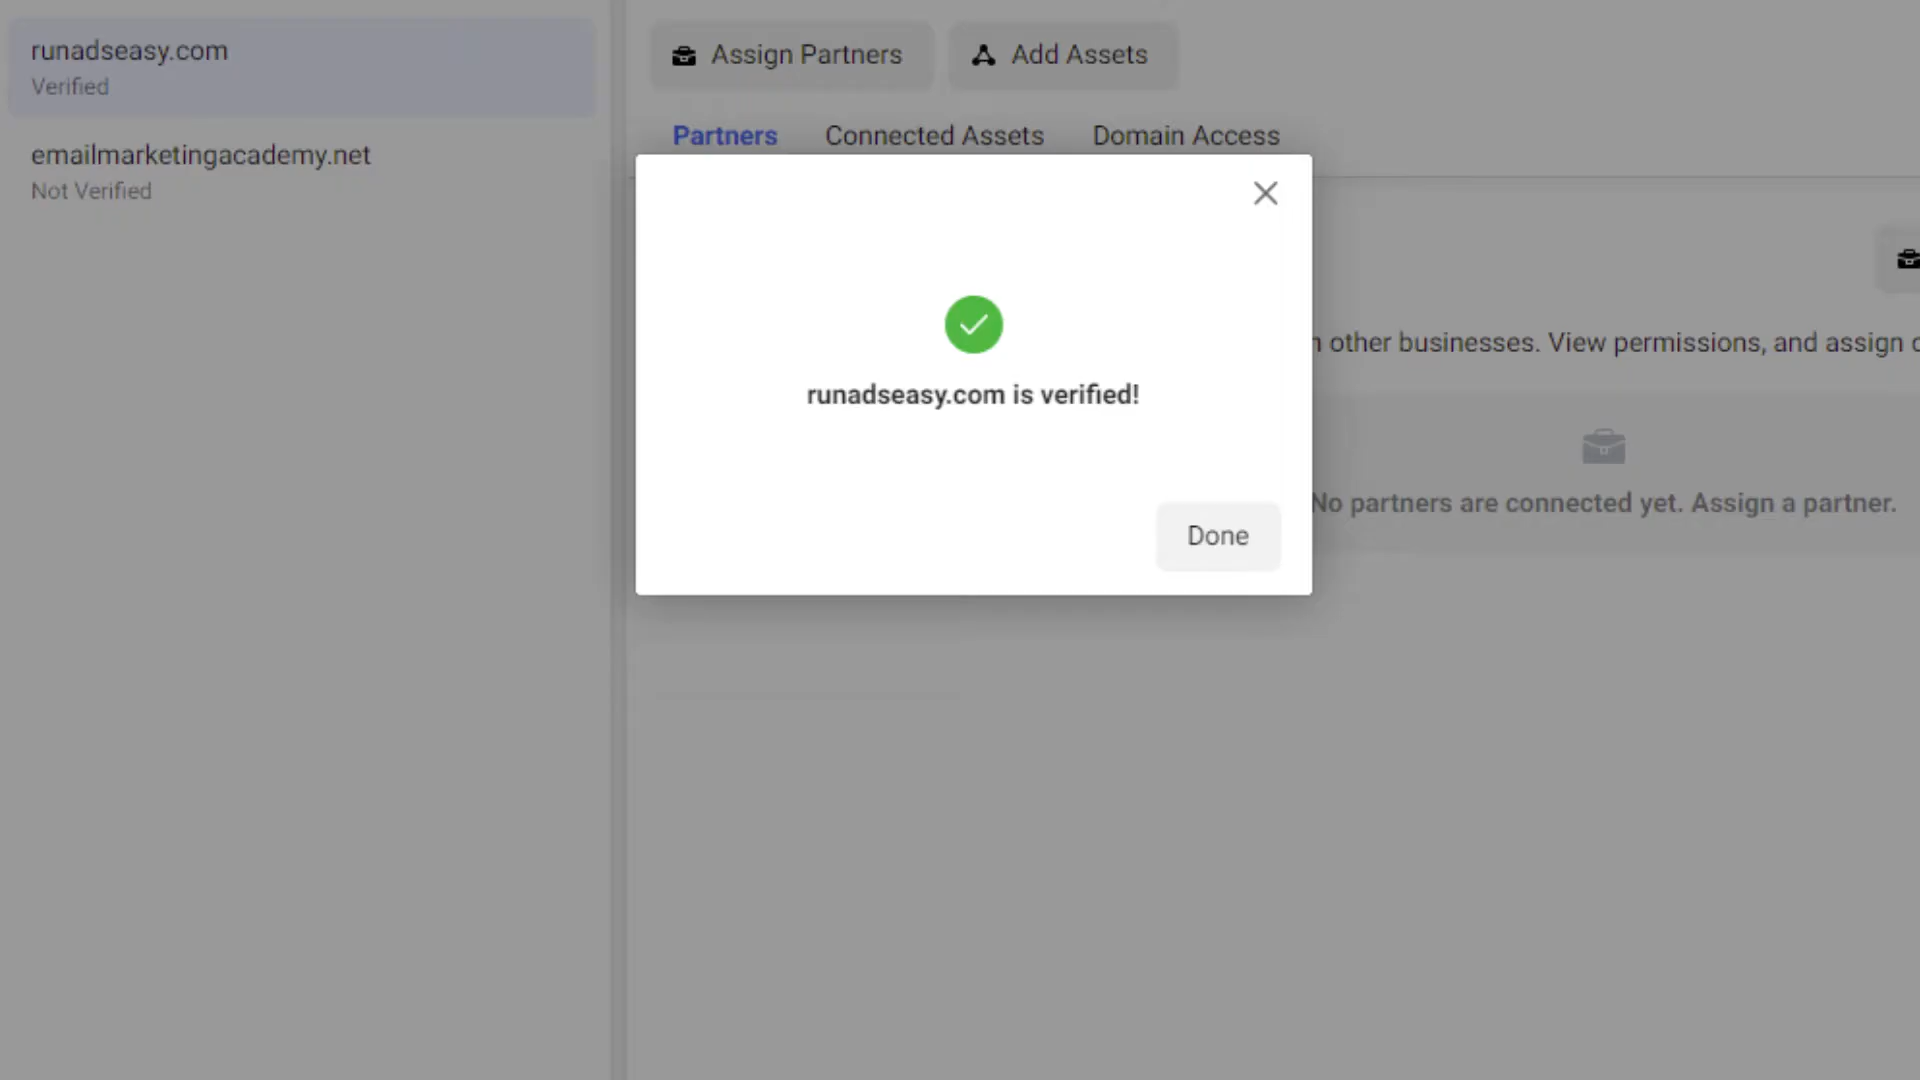 runadseasy.com
Verified
emailmarketingacademy.net
Not Verified
Assign Partners
Add Assets
Partners
Connected Assets
Domain Access
runadseasy.com is verified!
Done
other businesses. View permissions, and assign
No partners are connected yet. Assign a partner.